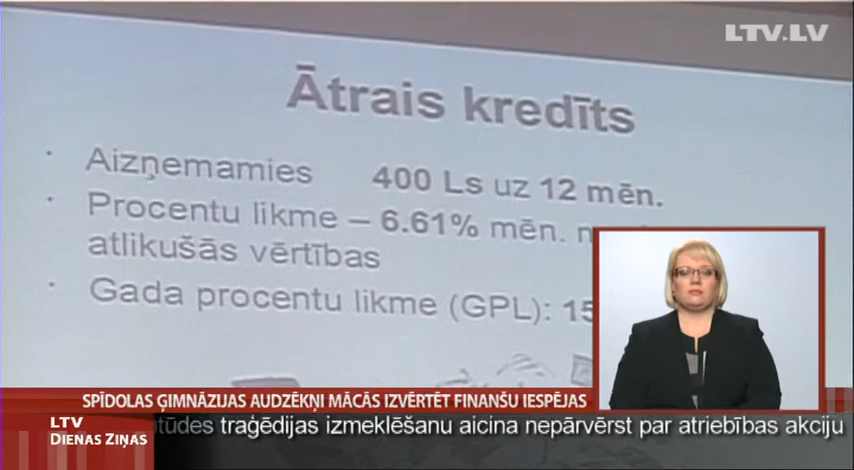 LTV.LV
Ātrais kredīts
· Aizņemamies 400 Ls uz 12 mēn.
· Procentu likme – 6.61% mēn.
atlikušās vērtības
· Gada procentu likme (GPL):
SPĪDOLAS ĢIMNĀZIJAS AUDZĒKŅI MĀCĀS IZVĒRTĒT FINANŠU IESPĒJAS
LTV
DIENAS ZIŅAS
traģēdijas izmeklēšanu aicina nepārvērst par atriebības akciju